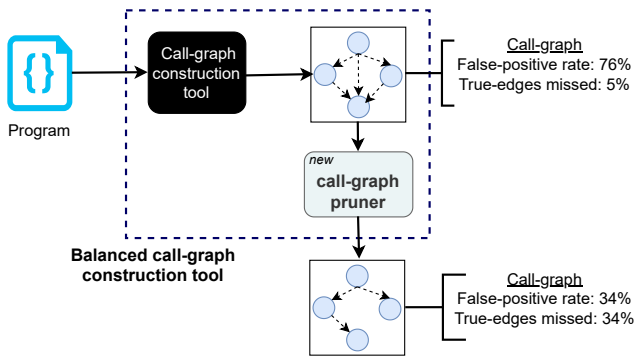 {}
Program
Call-graph
construction
tool
Call-graph
False-positive rate: 76%
True-edges missed: 5%
new
call-graph
pruner
Balanced call-graph
construction tool
Call-graph
False-positive rate: 34%
True-edges missed: 34%